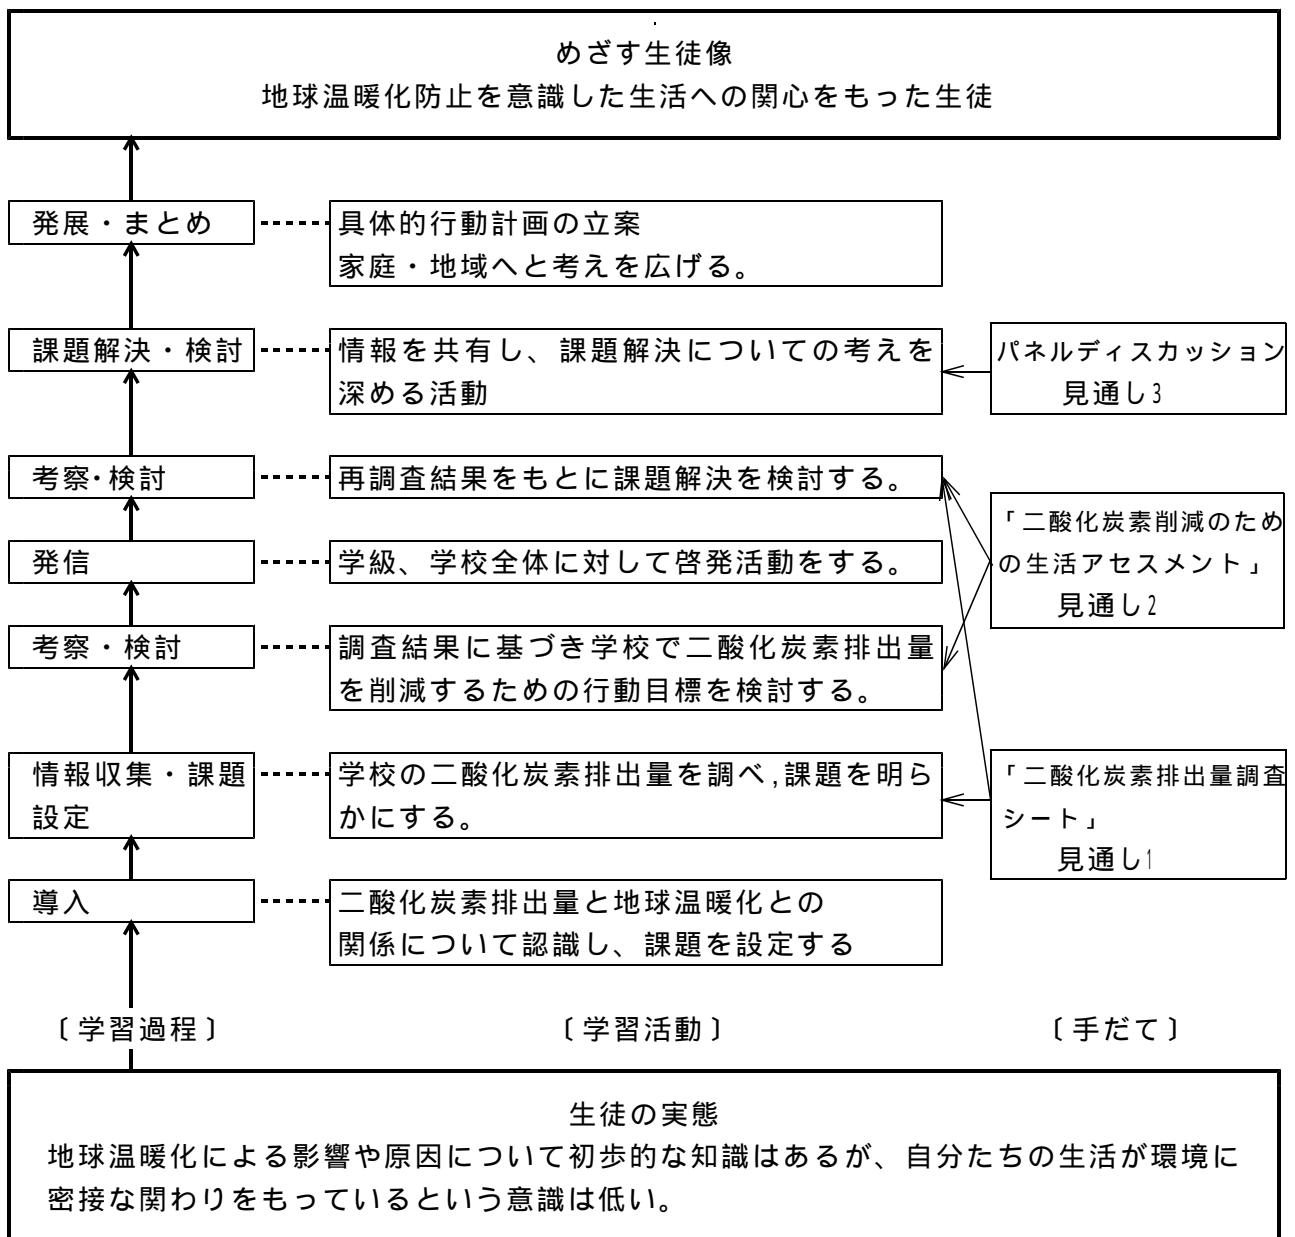 めざす生徒像
地球温暖化防止を意識した生活への関心をもった生徒
発展・まとめ
具体的行動計画の立案
家庭・地域へと考えを広げる。
課題解決・検討
情報を共有し、課題解決についての考えを
深める活動
パネルディスカッション
見通し3
考察・検討
再調査結果をもとに課題解決を検討する。
「二酸化炭素削減のため
の生活アセスメント」
見通し2
発信
学級、学校全体に対して啓発活動をする。
考察・検討
調査結果に基づき学校で二酸化炭素排出量
を削減するための行動目標を検討する。
情報収集・課題
設定
学校の二酸化炭素排出量を調べ,課題を明ら
かにする。
「二酸化炭素排出量調査
シート」
見通し1
導入
二酸化炭素排出量と地球温暖化との
関係について認識し、課題を設定する
〔学習過程〕
〔学習活動〕
〔手だて〕
生徒の実態
地球温暖化による影響や原因について初歩的な知識はあるが、自分たちの生活が環境に
密接な関わりをもっているという意識は低い。